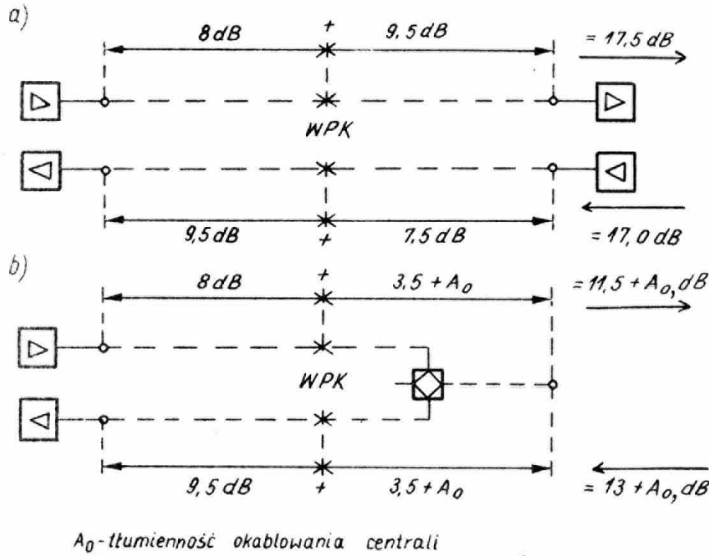 a)
8 dB + 9,5 dB = 17,5 dB
WPK
9,5 dB + 7,5 dB = 17,0 dB
b)
8 dB + 3,5 + A₀ = 11,5 + A₀, dB
WPK
9,5 dB + 3,5 + A₀ = 13 + A₀, dB
A₀ - tłumienność okablowania centrali